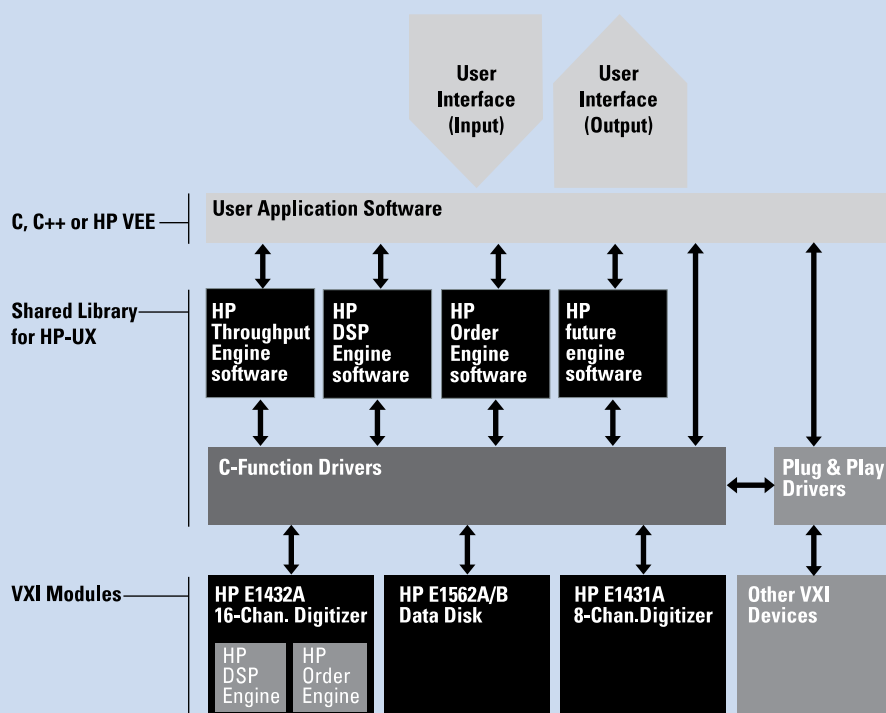 User
Interface
(Input)
User
Interface
(Output)
C, C++ or HP VEE
User Application Software
Shared Library
for HP-UX
HP
Throughput
Engine
software
HP
DSP
Engine
software
HP
Order
Engine
software
HP
future
engine
software
C-Function Drivers
Plug & Play
Drivers
VXI Modules
HP E1432A
16-Chan. Digitizer
HP
DSP
Engine
HP
Order
Engine
HP E1562A/B
Data Disk
HP E1431A
8-Chan.Digitizer
Other VXI
Devices